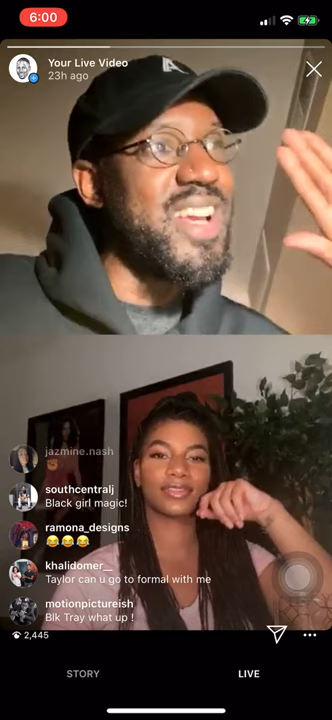 6:00
Your Live Video
23h ago
jazmine.nash
southcentralj
Black girl magic!
ramona_designs
😂😂😂
khalidomer__
Taylor can u go to formal with me
motionpictureish
Blk Tray what up !
2,445
STORY
LIVE